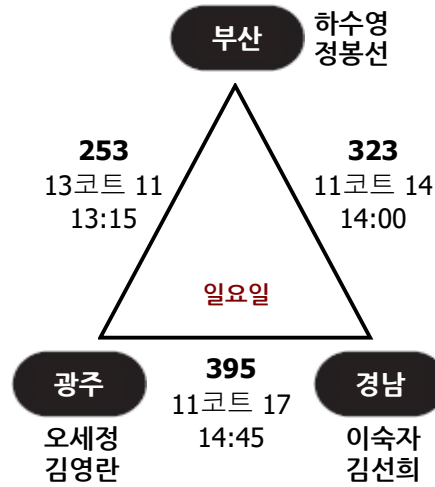 부산
하수영
정봉선
253
13코트 11
13:15
323
11코트 14
14:00
일요일
광주
오세정
김영란
395
11코트 17
14:45
경남
이숙자
김선희